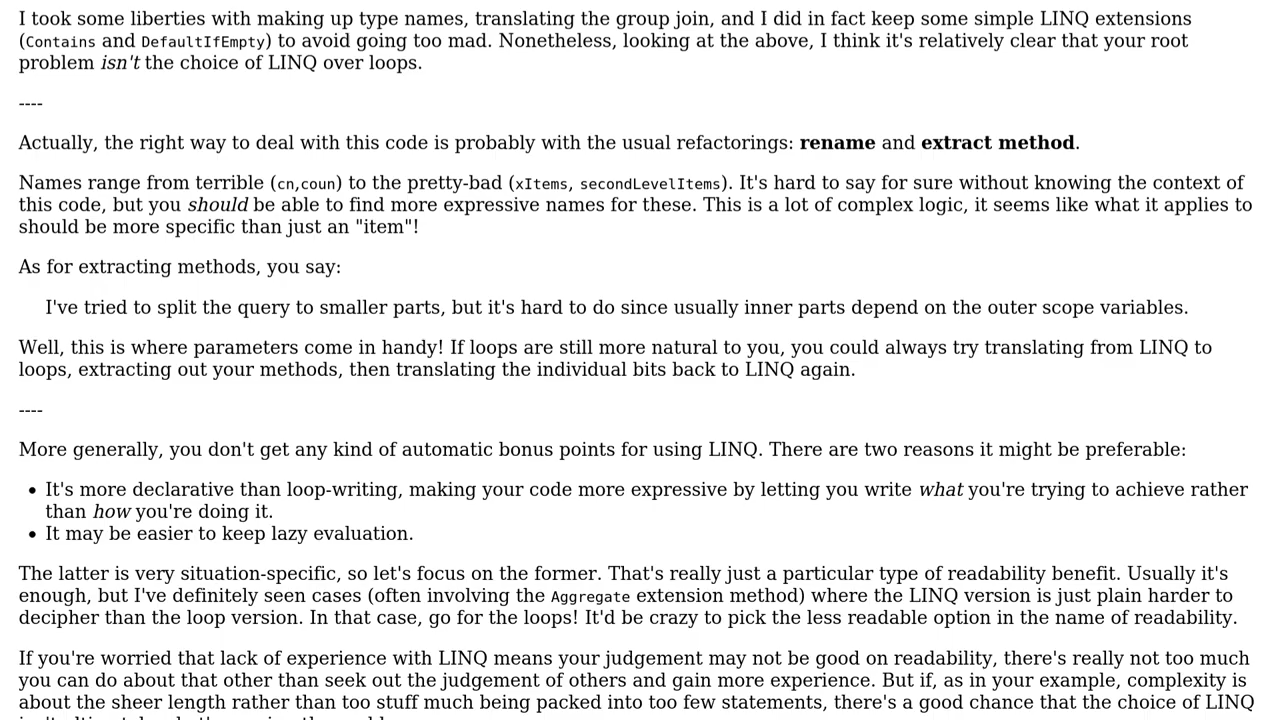 I took some liberties with making up type names, translating the group join, and I did in fact keep some simple LINQ extensions
(Contains and DefaultIfEmpty) to avoid going too mad. Nonetheless, looking at the above, I think it's relatively clear that your root
problem isn't the choice of LINQ over loops.
----
Actually, the right way to deal with this code is probably with the usual refactorings: rename and extract method.
Names range from terrible (cn,coun) to the pretty-bad (xItems, secondLevelItems). It's hard to say for sure without knowing the context of
this code, but you should be able to find more expressive names for these. This is a lot of complex logic, it seems like what it applies to
should be more specific than just an "item"!
As for extracting methods, you say:
I've tried to split the query to smaller parts, but it's hard to do since usually inner parts depend on the outer scope variables.
Well, this is where parameters come in handy! If loops are still more natural to you, you could always try translating from LINQ to
loops, extracting out your methods, then translating the individual bits back to LINQ again.
----
More generally, you don't get any kind of automatic bonus points for using LINQ. There are two reasons it might be preferable:
• It's more declarative than loop-writing, making your code more expressive by letting you write what you're trying to achieve rather
than how you're doing it.
• It may be easier to keep lazy evaluation.
The latter is very situation-specific, so let's focus on the former. That's really just a particular type of readability benefit. Usually it's
enough, but I've definitely seen cases (often involving the Aggregate extension method) where the LINQ version is just plain harder to
decipher than the loop version. In that case, go for the loops! It'd be crazy to pick the less readable option in the name of readability.
If you're worried that lack of experience with LINQ means your judgement may not be good on readability, there's really not too much
you can do about that other than seek out the judgement of others and gain more experience. But if, as in your example, complexity is
about the sheer length rather than too stuff much being packed into too few statements, there's a good chance that the choice of LINQ